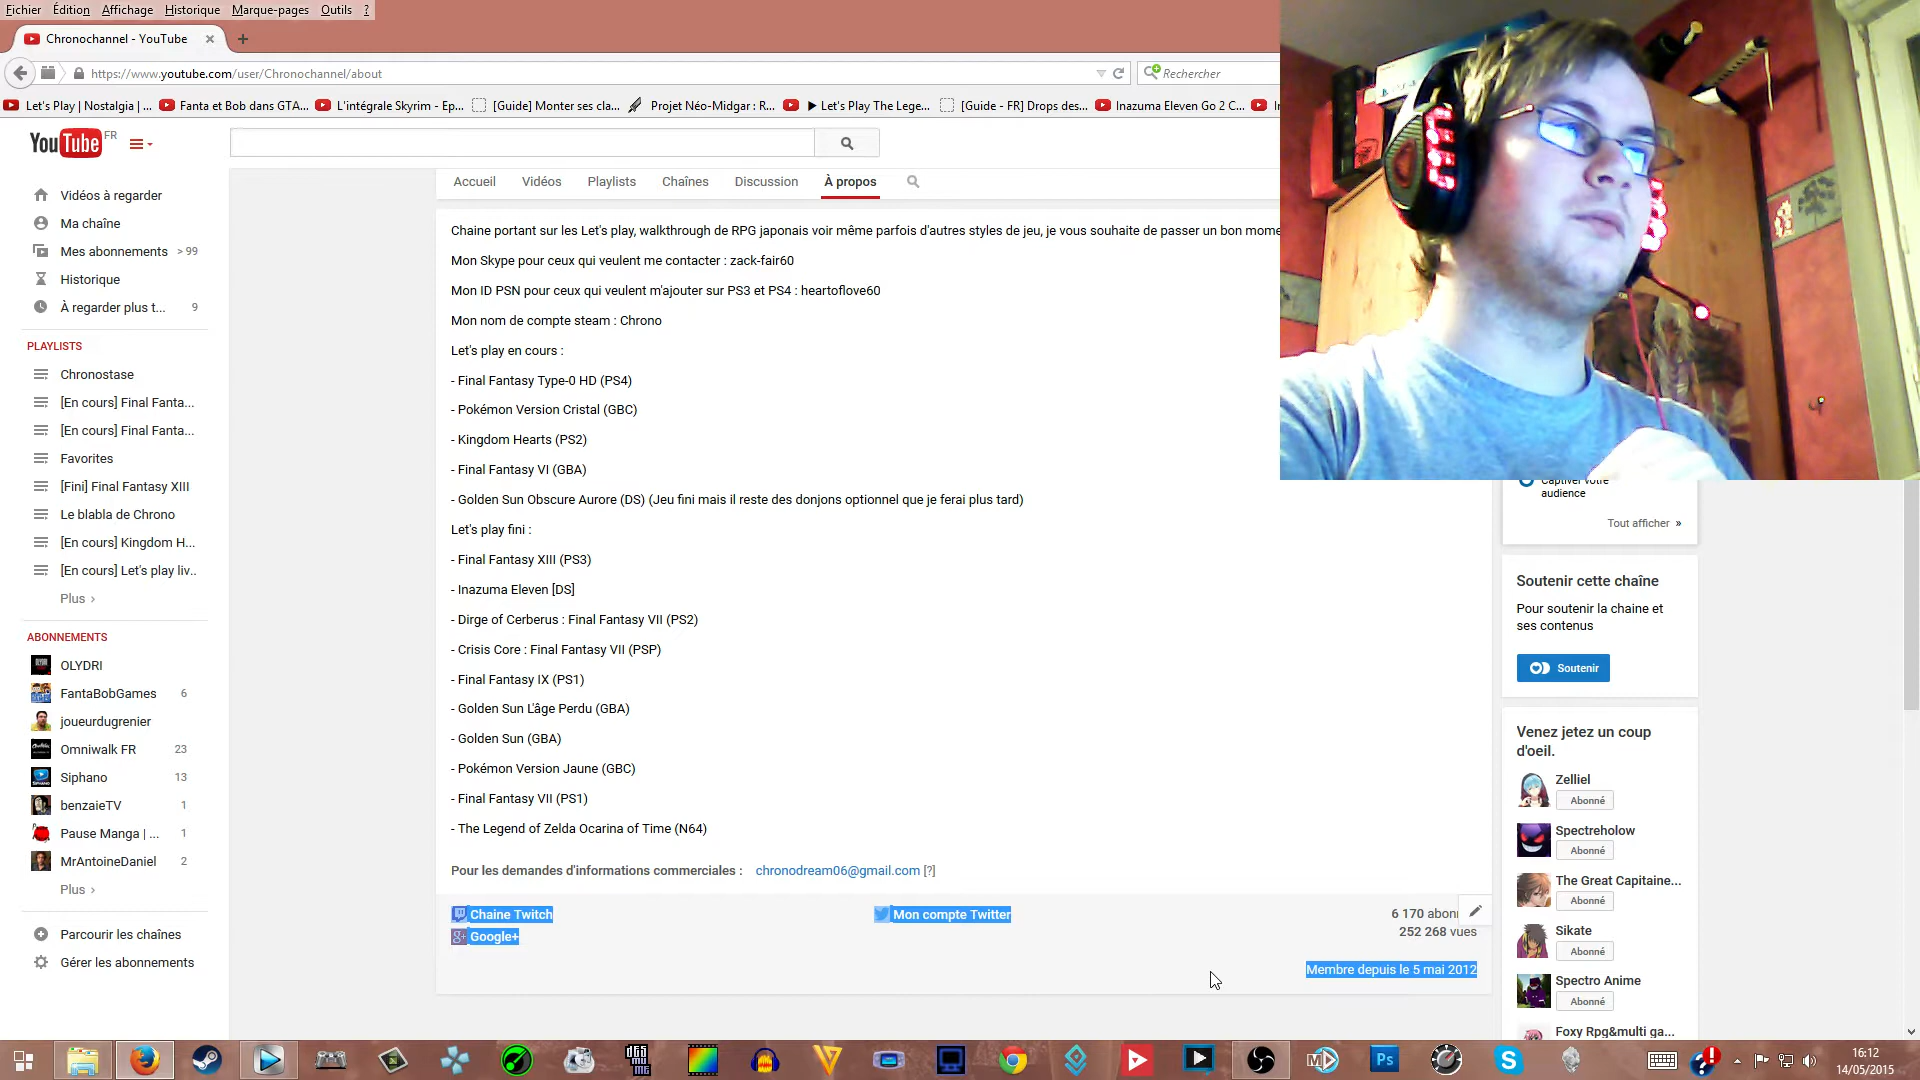 Fichier Édition Affichage Historique Marque-pages Outils ?
Chronochannel - YouTube
https://www.youtube.com/user/Chronochannel/about
Rechercher
Let's Play | Nostalgia | ...
Fanta et Bob dans GTA...
L'intégrale Skyrim - Ep...
[Guide] Monter ses cla...
Projet Néo-Midgar : R...
▶ Let's Play The Lege...
[Guide - FR] Drops des...
Inazuma Eleven Go 2 C...
YouTube FR
Vidéos à regarder
Ma chaîne
Mes abonnements > 99
Historique
À regarder plus t... 9
PLAYLISTS
Chronostase
[En cours] Final Fanta...
[En cours] Final Fanta...
Favorites
[Fini] Final Fantasy XIII
Le blabla de Chrono
[En cours] Kingdom H...
[En cours] Let's play liv..
Plus ›
ABONNEMENTS
OLYDRI
FantaBobGames 6
joueurdugrenier
Omniwalk FR 23
Siphano 13
benzaieTV 1
Pause Manga | ... 1
MrAntoineDaniel 2
Plus ›
Parcourir les chaînes
Gérer les abonnements
Accueil Vidéos Playlists Chaînes Discussion À propos
Chaine portant sur les Let's play, walkthrough de RPG japonais voir même parfois d'autres styles de jeu, je vous souhaite de passer un bon mome
Mon Skype pour ceux qui veulent me contacter : zack-fair60
Mon ID PSN pour ceux qui veulent m'ajouter sur PS3 et PS4 : heartoflove60
Mon nom de compte steam : Chrono
Let's play en cours :
- Final Fantasy Type-0 HD (PS4)
- Pokémon Version Cristal (GBC)
- Kingdom Hearts (PS2)
- Final Fantasy VI (GBA)
- Golden Sun Obscure Aurore (DS) (Jeu fini mais il reste des donjons optionnel que je ferai plus tard)
Let's play fini :
- Final Fantasy XIII (PS3)
- Inazuma Eleven [DS]
- Dirge of Cerberus : Final Fantasy VII (PS2)
- Crisis Core : Final Fantasy VII (PSP)
- Final Fantasy IX (PS1)
- Golden Sun L'âge Perdu (GBA)
- Golden Sun (GBA)
- Pokémon Version Jaune (GBC)
- Final Fantasy VII (PS1)
- The Legend of Zelda Ocarina of Time (N64)
Pour les demandes d'informations commerciales : chronodream06@gmail.com [?]
Chaine Twitch
Mon compte Twitter
Google+
6 170 abon
252 268 vues
Membre depuis le 5 mai 2012
Captiver votre
audience
Tout afficher »
Soutenir cette chaîne
Pour soutenir la chaine et
ses contenus
Soutenir
Venez jetez un coup
d'oeil.
Zelliel
Abonné
Spectreholow
Abonné
The Great Capitaine...
Abonné
Sikate
Abonné
Spectro Anime
Abonné
Foxy Rpg&multi ga...
16:12
14/05/2015